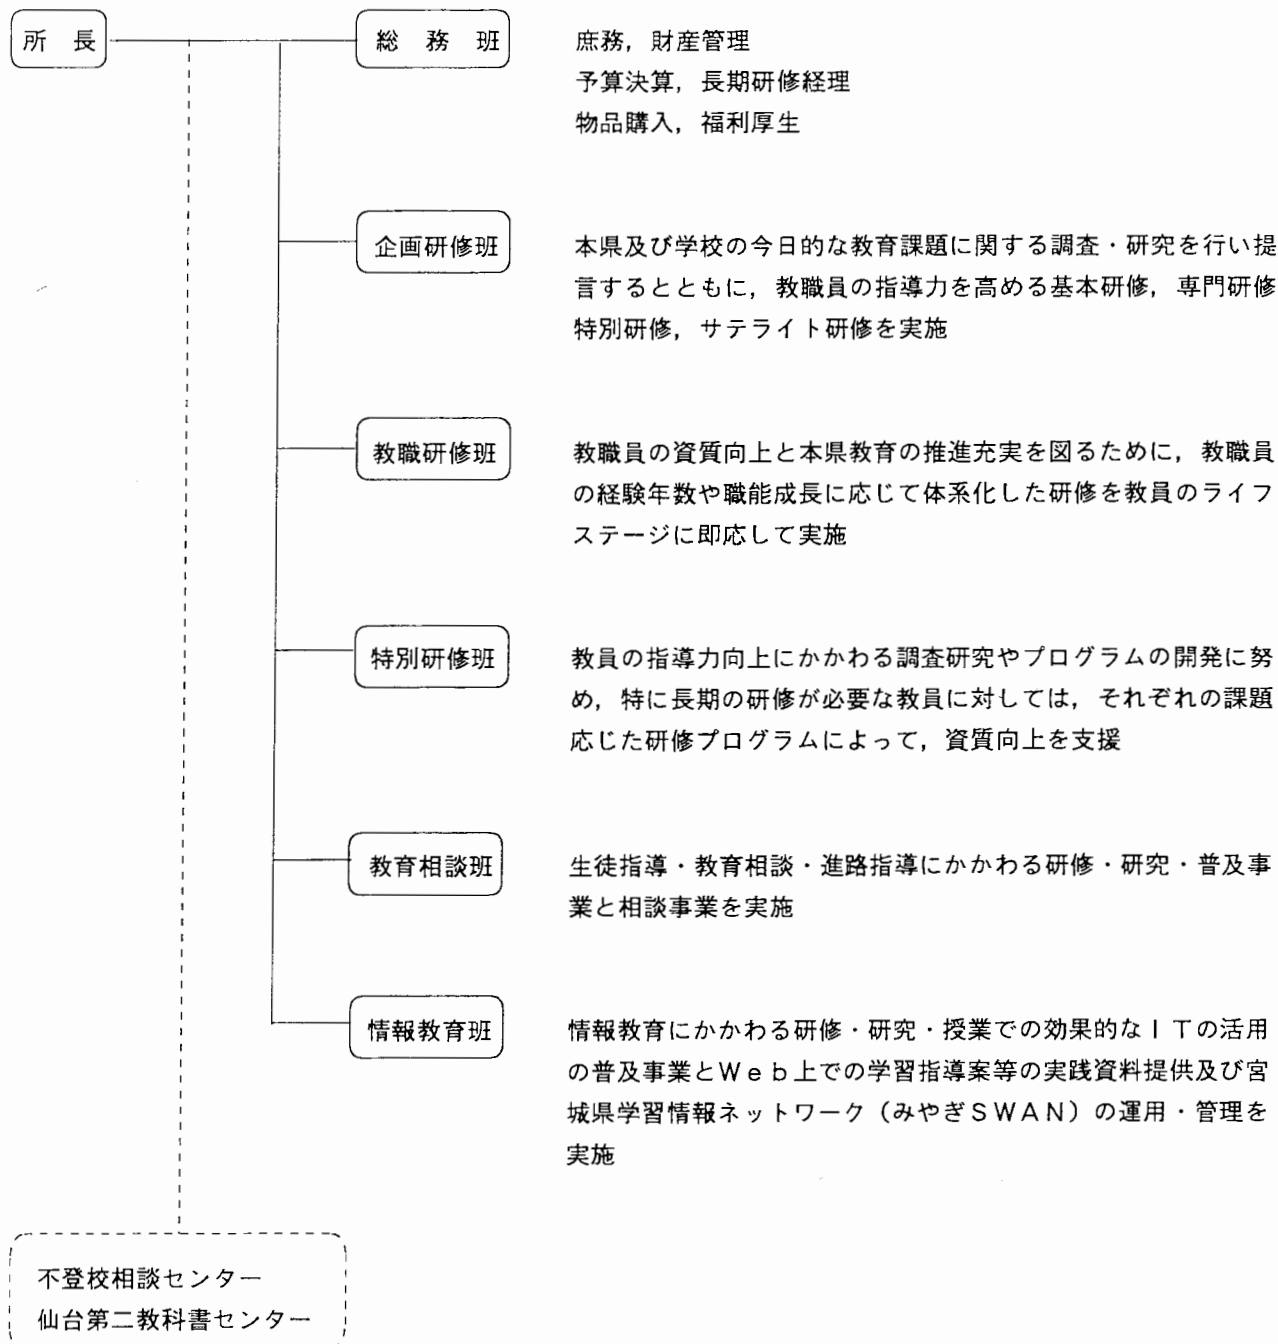 所　長
総　務　班
庶務，財産管理
予算決算，長期研修経理
物品購入，福利厚生
企画研修班
本県及び学校の今日的な教育課題に関する調査・研究を行い提
言するとともに，教職員の指導力を高める基本研修，専門研修
特別研修，サテライト研修を実施
教職研修班
教職員の資質向上と本県教育の推進充実を図るために，教職員
の経験年数や職能成長に応じて体系化した研修を教員のライフ
ステージに即応して実施
特別研修班
教員の指導力向上にかかわる調査研究やプログラムの開発に努
め，特に長期の研修が必要な教員に対しては，それぞれの課題
応じた研修プログラムによって，資質向上を支援
教育相談班
生徒指導・教育相談・進路指導にかかわる研修・研究・普及事
業と相談事業を実施
情報教育班
情報教育にかかわる研修・研究・授業での効果的なＩＴの活用
の普及事業とＷｅｂ上での学習指導案等の実践資料提供及び宮
城県学習情報ネットワーク（みやぎＳＷＡＮ）の運用・管理を
実施
不登校相談センター
仙台第二教科書センター